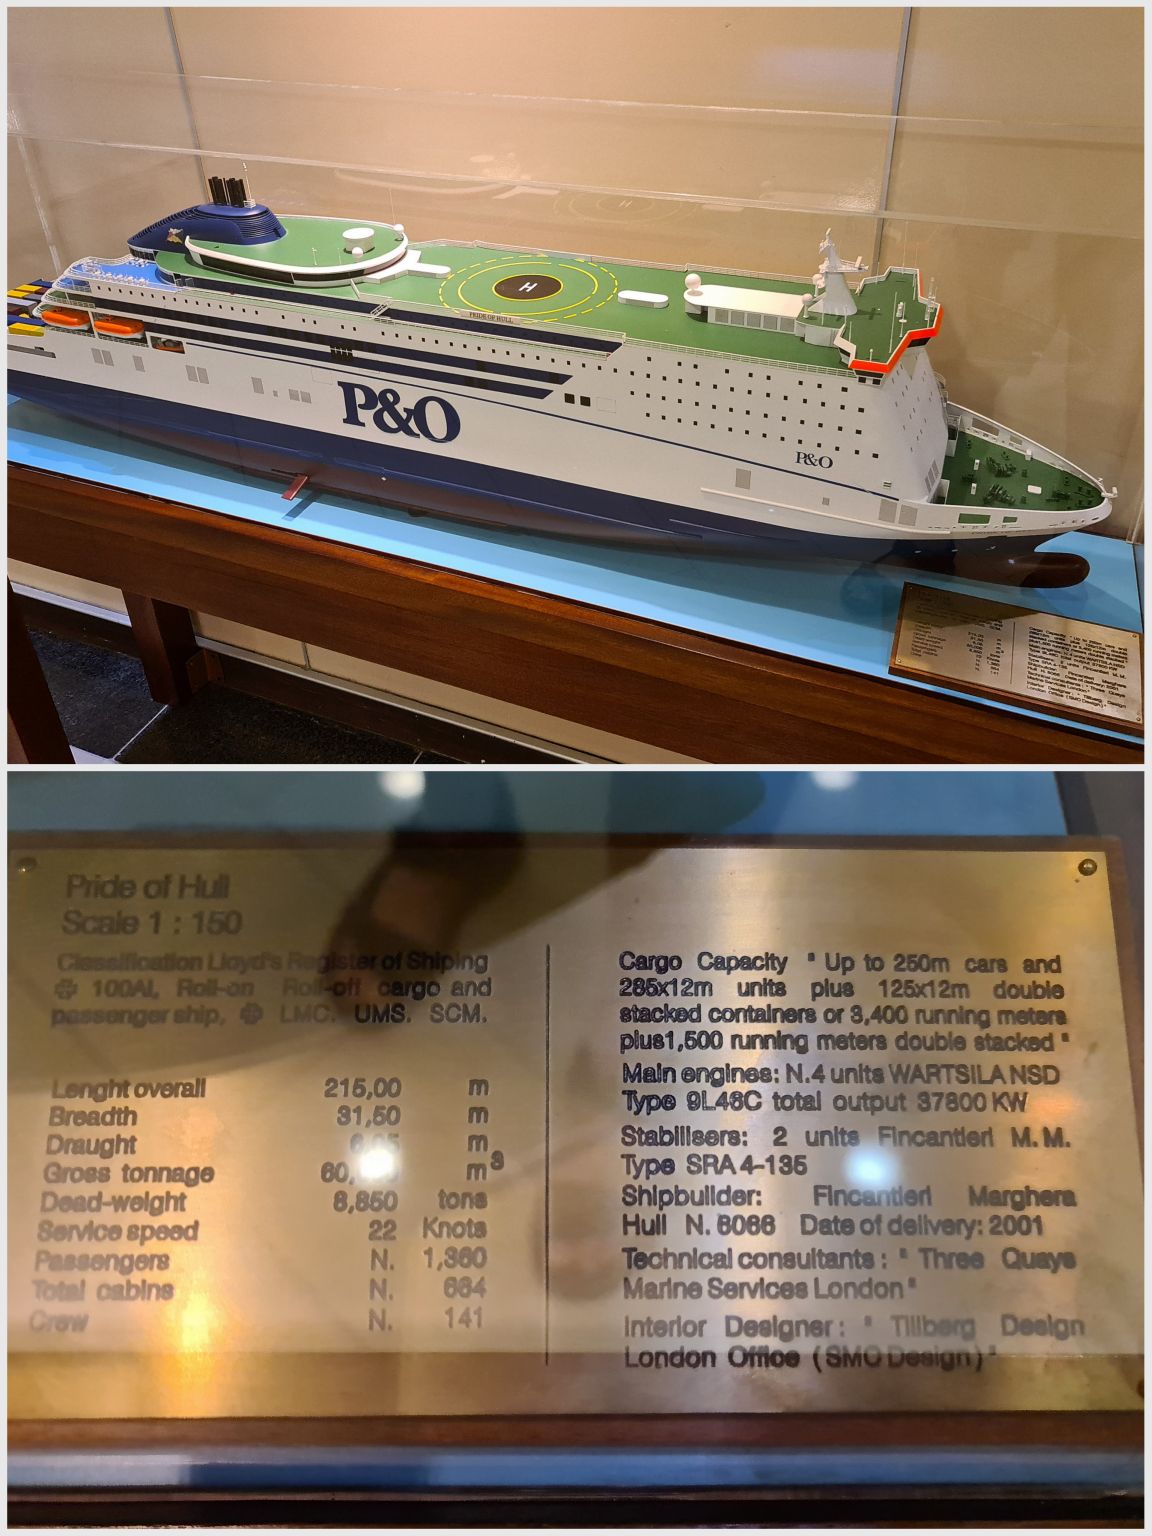 H
PRIDE OF HULL
P&O
P&O
Pride of Hull
Scale 1 : 150
Classification Lloyd's Register of Shiping
100AI, Roll-on Roll-off cargo and
passenger ship, LMC. UMS. SCM.
Lenght overall 215,00 m
Breadth 31,50 m
Draught m
Gross tonnage m³
Dead-weight 8,850 tons
Service speed 22 Knots
Passengers N. 1,360
Total cabins N. 664
Crew N. 141
Cargo Capacity " Up to 250m cars and
285x12m units plus 125x12m double
stacked containers or 3,400 running meters
plus1,500 running meters double stacked "
Main engines: N.4 units WARTSILA NSD
Type 9L46C total output 37800 KW
Stabilisers: 2 units Fincantieri M.M.
Type SRA 4-135
Shipbuilder: Fincantieri Marghera
Hull N. 6066 Date of delivery: 2001
Technical consultants : " Three Quays
Marine Services London "
Interior Designer : " Tillberg Design
London Office (SMC Design) "